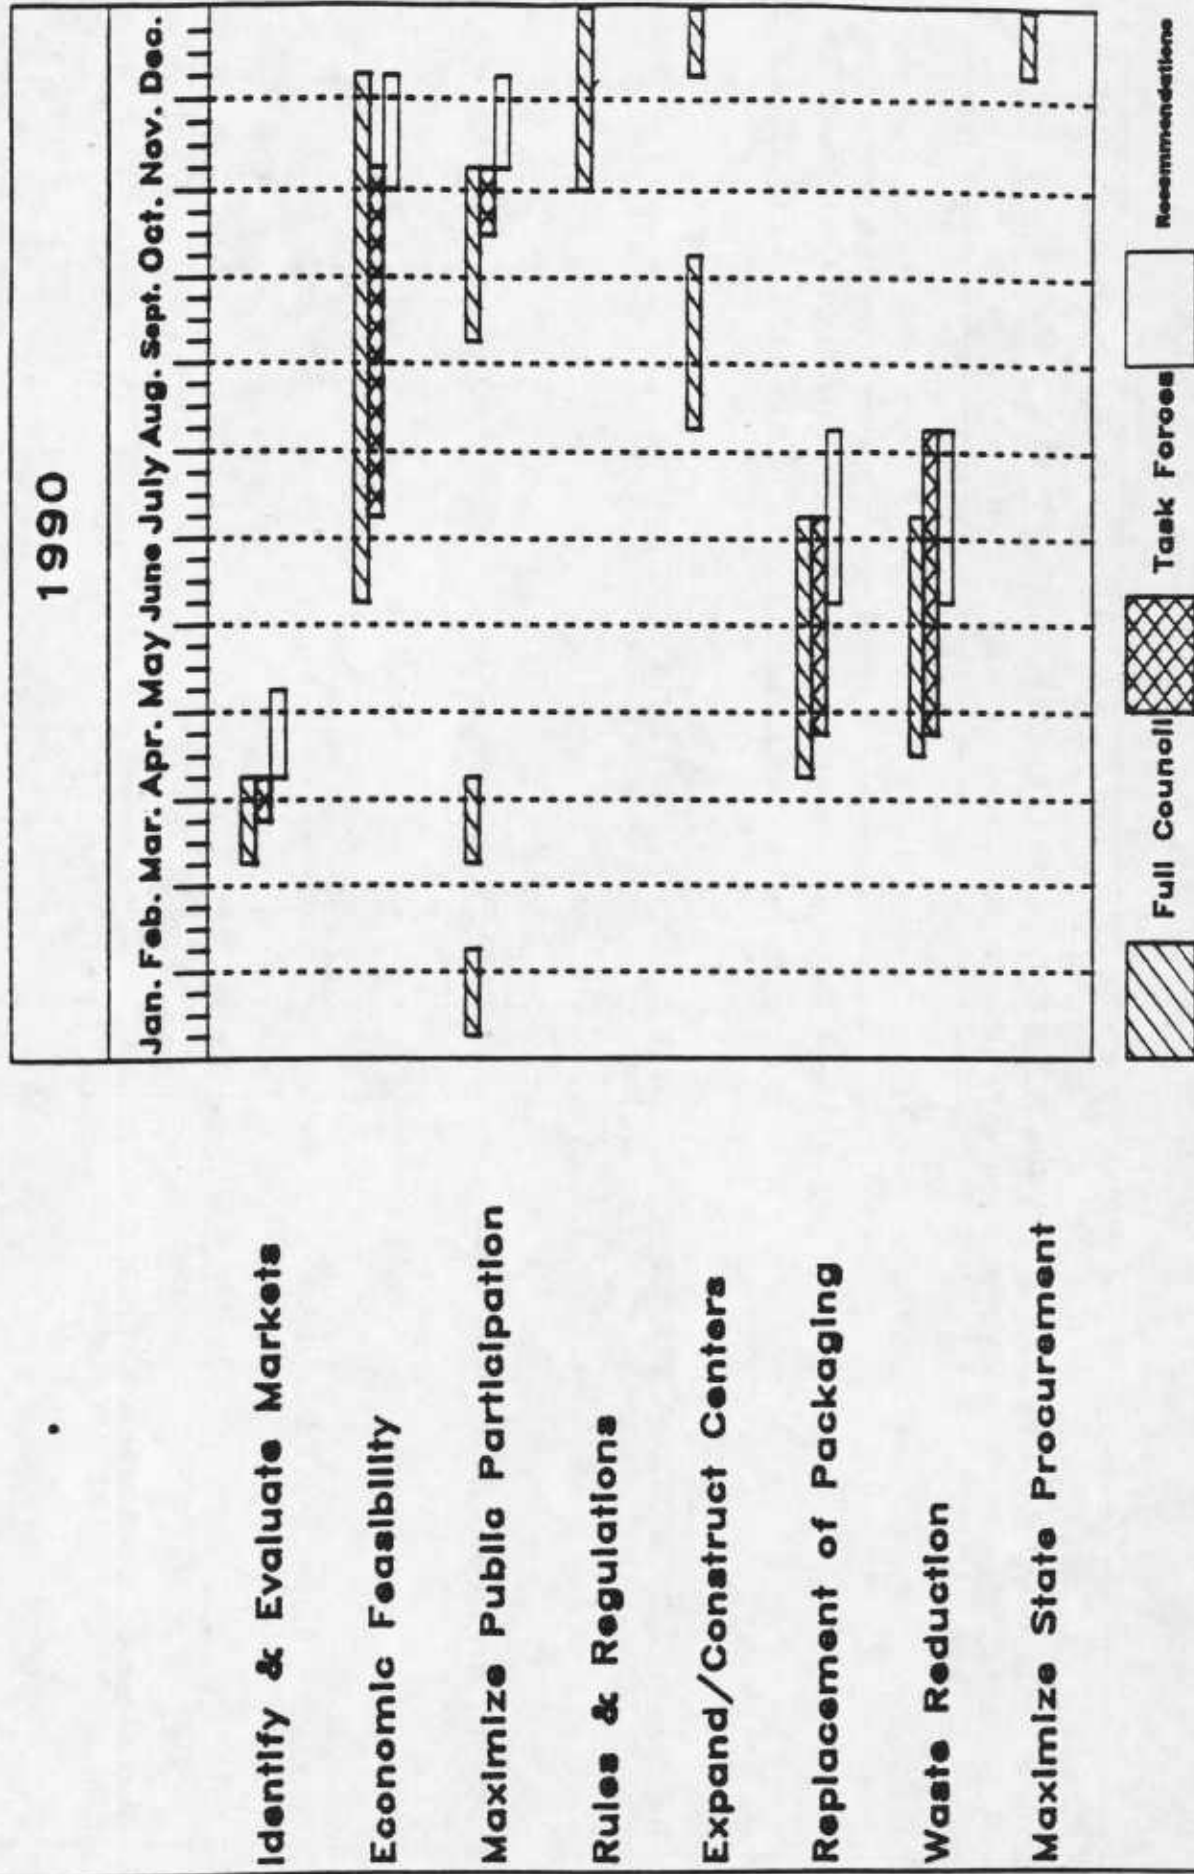 1990
Jan. Feb. Mar. Apr. May June July Aug. Sept. Oct. Nov. Dec.
Identify & Evaluate Markets
Economic Feasibility
Maximize Public Participation
Rules & Regulations
Expand/Construct Centers
Replacement of Packaging
Waste Reduction
Maximize State Procurement
Full Council
Task Forces
Recommendations